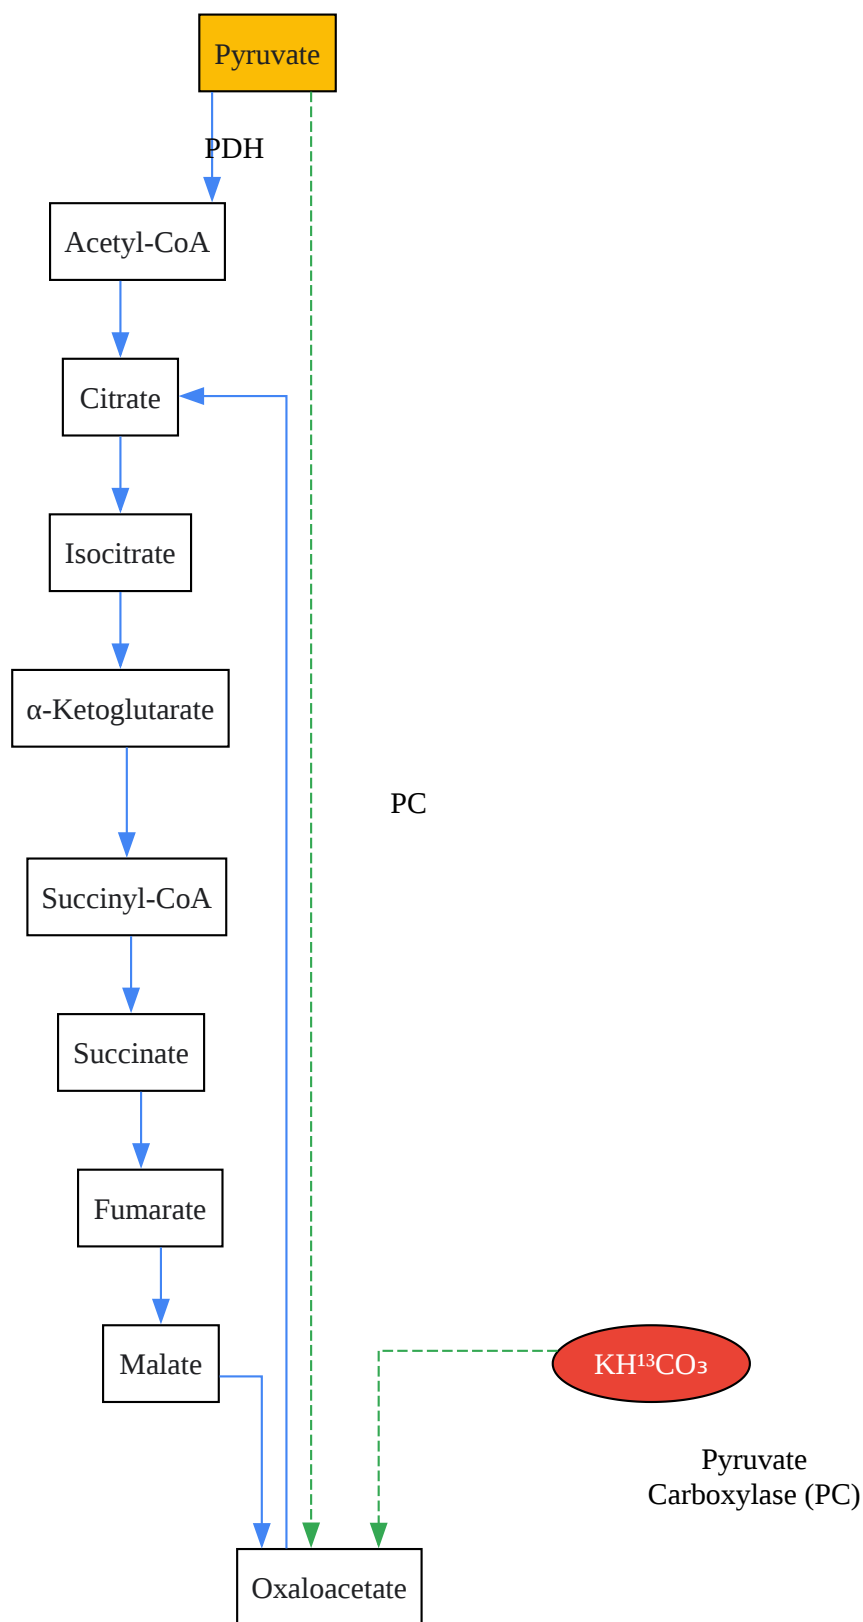 Pyruvate
PDH
Acetyl-CoA
Citrate
Isocitrate
α-Ketoglutarate
PC
Succinyl-CoA
Succinate
Fumarate
Malate
KH¹³CO₃
Pyruvate
Carboxylase (PC)
Oxaloacetate